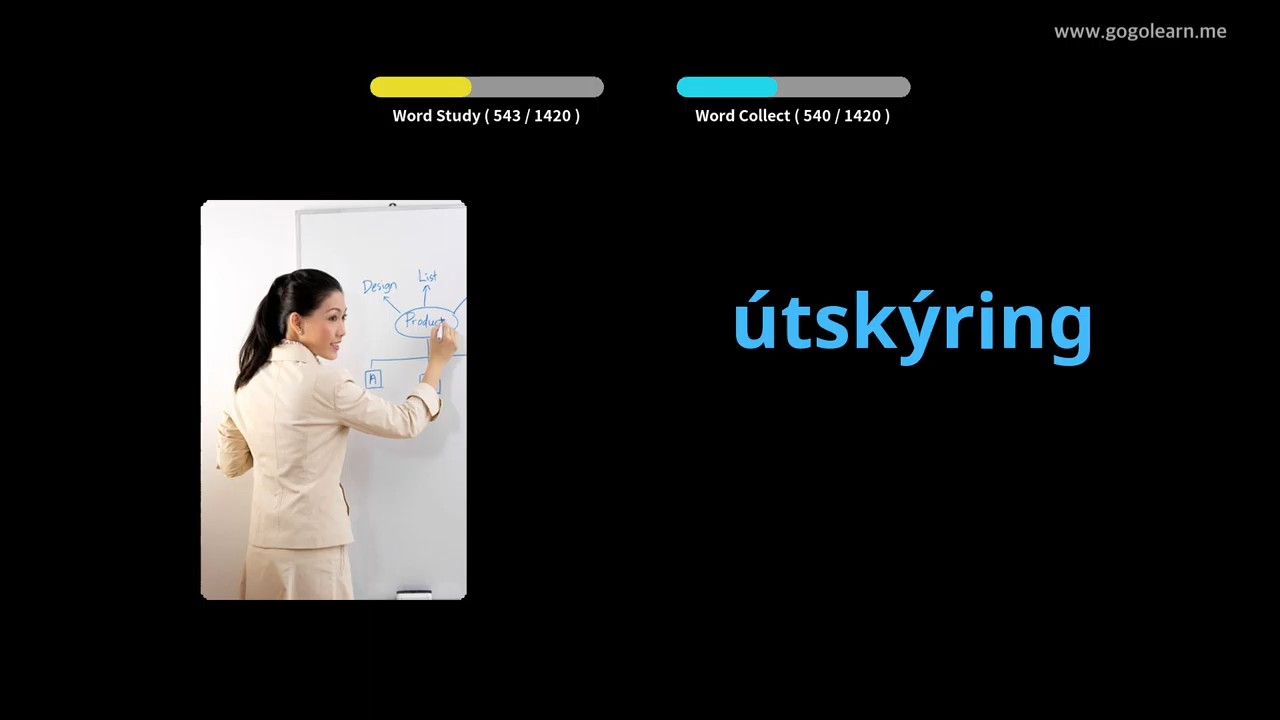 www.gogolearn.me
Word Study ( 543 / 1420 )
Word Collect ( 540 / 1420 )
Design
List
Product
A
útskýring